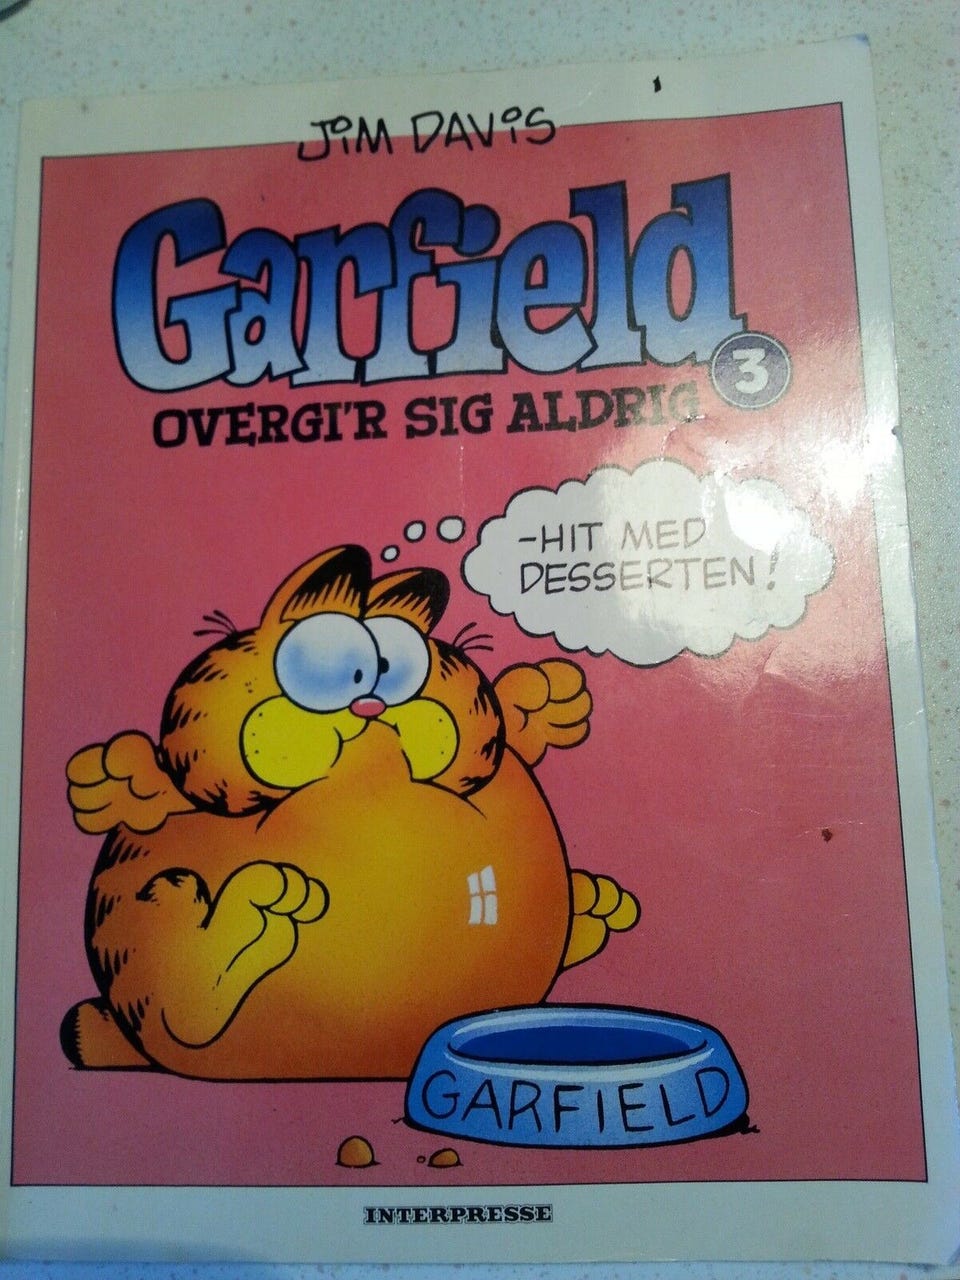 JiM DAViS
Garfield
3
OVERGI'R SIG ALDRIG
-HIT MED
DESSERTEN!
GARFIELD
INTERPRESSE